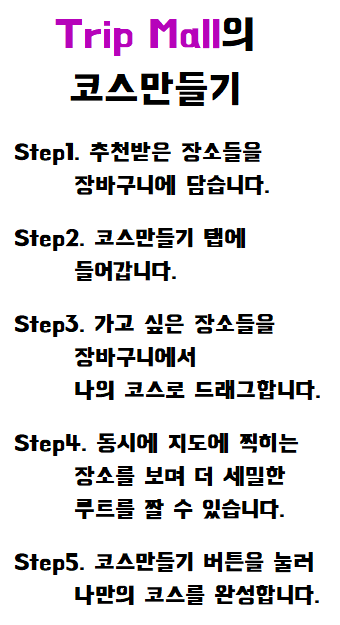 Trip Mall의
코스만들기
Step1. 추천받은 장소들을
장바구니에 담습니다.
Step2. 코스만들기 탭에
들어갑니다.
Step3. 가고 싶은 장소들을
장바구니에서
나의 코스로 드래그합니다.
Step4. 동시에 지도에 찍히는
장소를 보며 더 세밀한
루트를 짤 수 있습니다.
Step5. 코스만들기 버튼을 눌러
나만의 코스를 완성합니다.